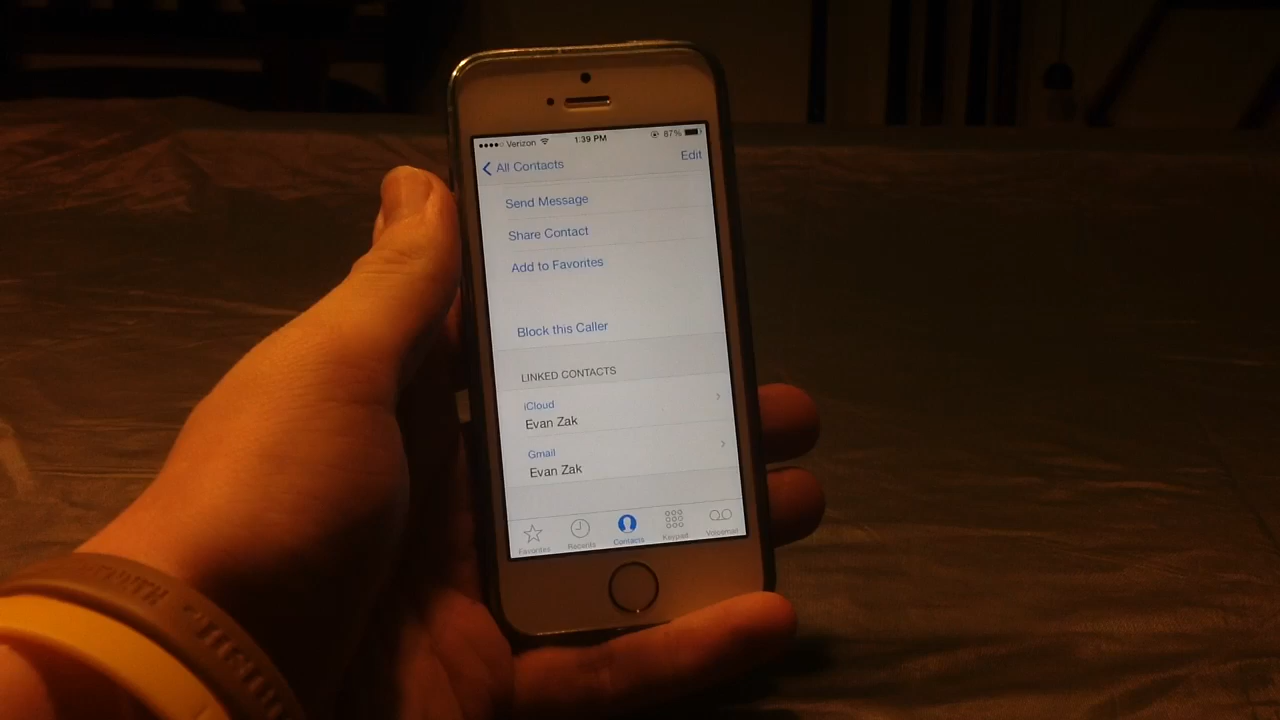 Verizon 1:39 PM 87%
All Contacts Edit
Send Message
Share Contact
Add to Favorites
Block this Caller
LINKED CONTACTS
iCloud
Evan Zak
Gmail
Evan Zak
Favorites Recents Contacts Keypad Voicemail